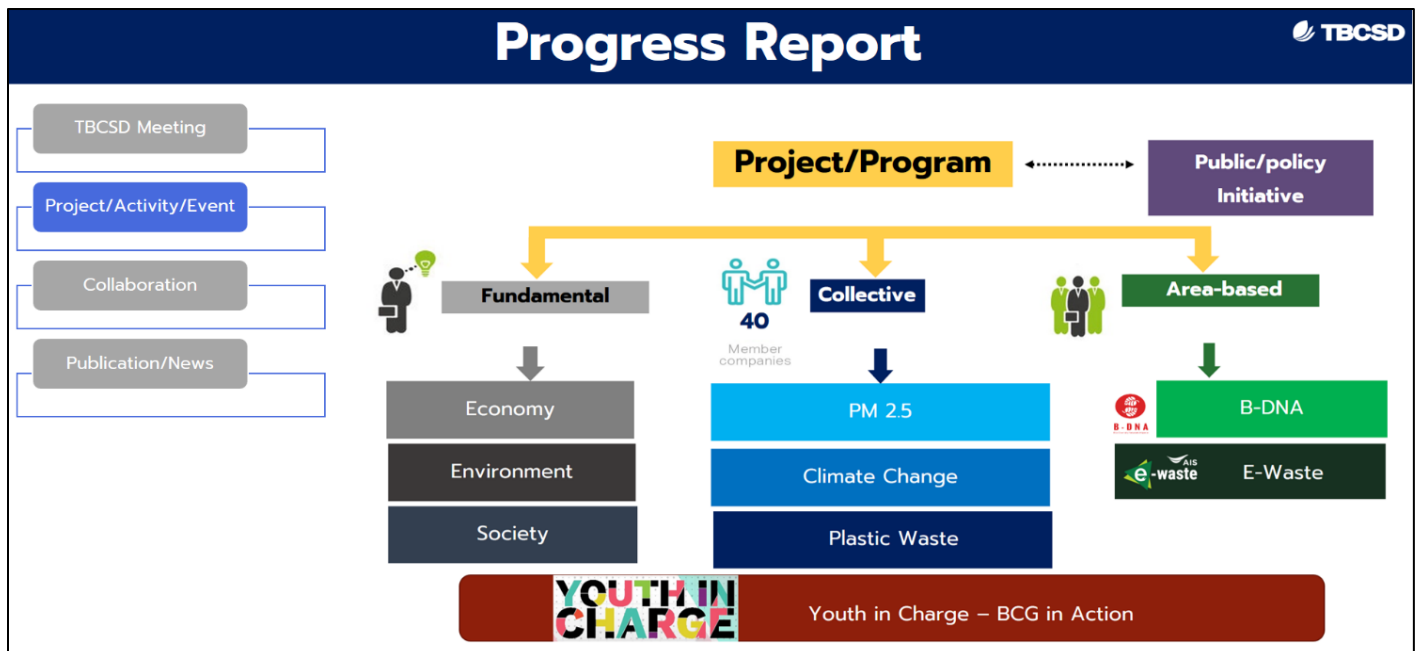 Progress Report
TBCSD
TBCSD Meeting
Project/Activity/Event
Collaboration
Publication/News
Project/Program
Public/policy
Initiative
Fundamental
40
Member
companies
Collective
Area-based
Economy
Environment
Society
PM 2.5
Climate Change
Plastic Waste
B-DNA
B-DNA
e-waste
AIS
E-Waste
YOUTH IN
CHARGE
Youth in Charge – BCG in Action